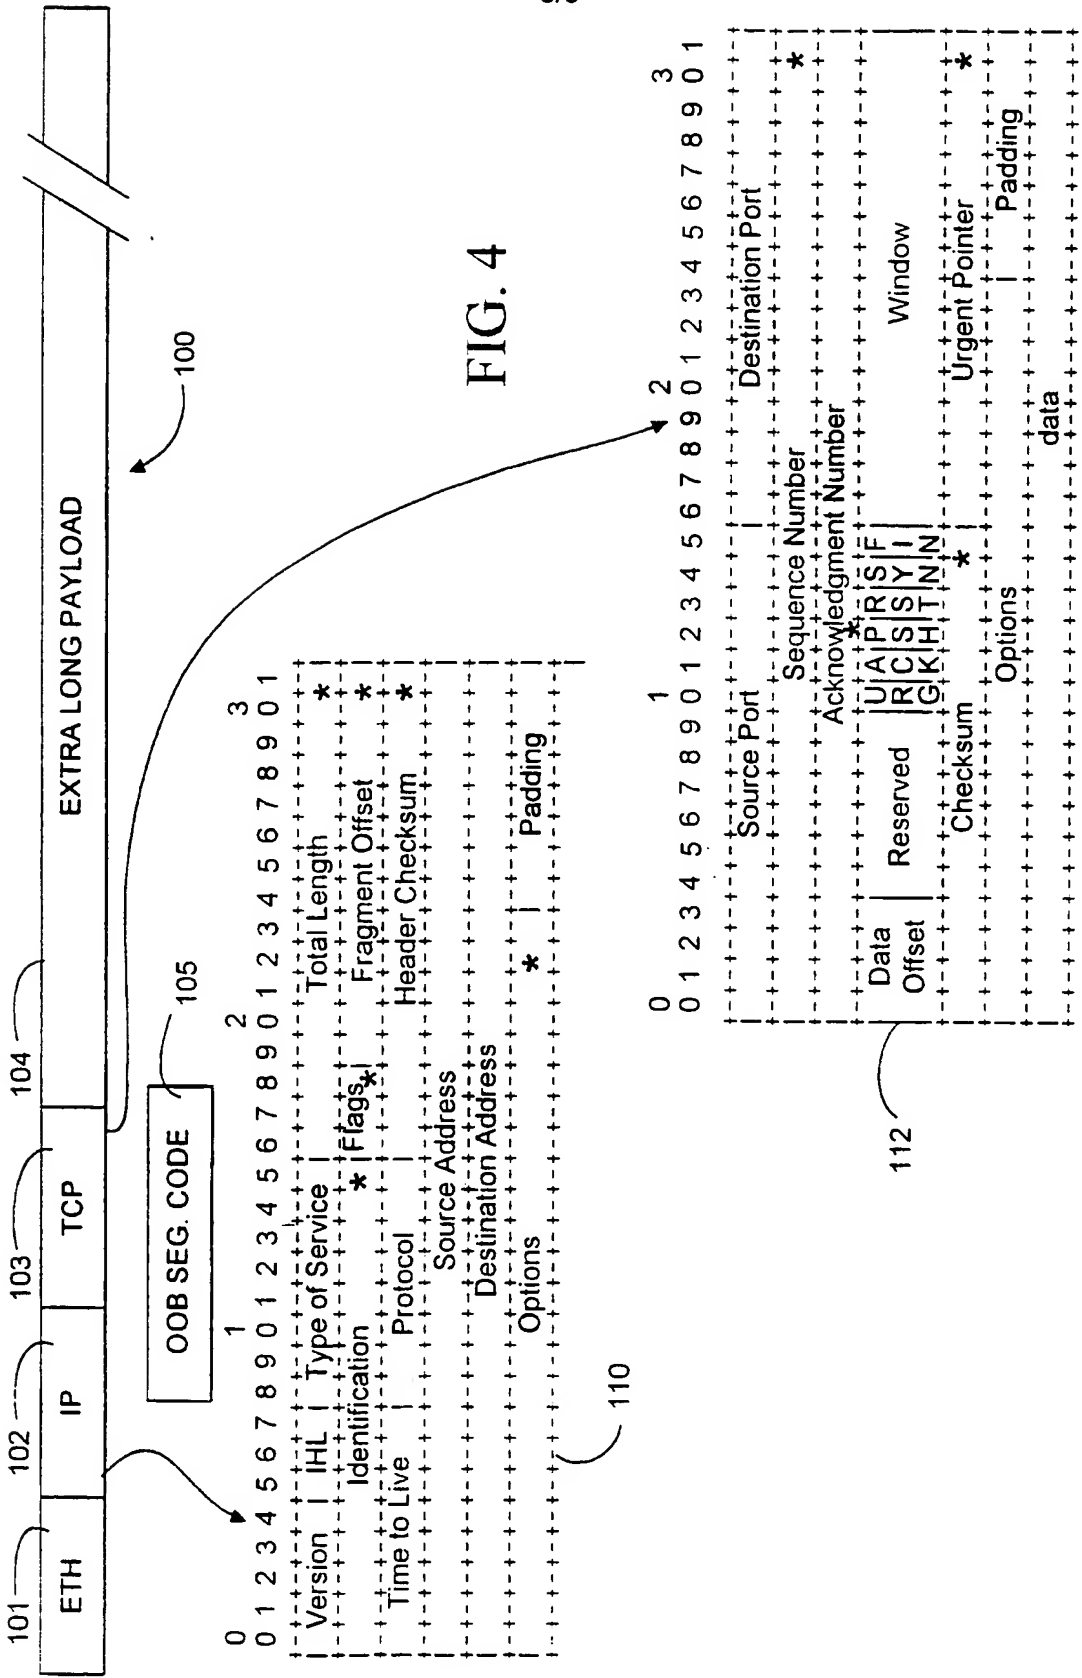 101 102 103 104
ETH IP TCP EXTRA LONG PAYLOAD
100
OOB SEG. CODE
105
FIG. 4
0 1 2 3
0 1 2 3 4 5 6 7 8 9 0 1 2 3 4 5 6 7 8 9 0 1 2 3 4 5 6 7 8 9 0 1
| Version | IHL | Type of Service | Total Length * |
| Identification * | Flags * | Fragment Offset * |
| Time to Live | Protocol | Header Checksum * |
| Source Address |
| Destination Address |
| Options * | Padding |
110
0 1 2 3
0 1 2 3 4 5 6 7 8 9 0 1 2 3 4 5 6 7 8 9 0 1 2 3 4 5 6 7 8 9 0 1
| Source Port | Destination Port |
| Sequence Number * |
| Acknowledgment Number |
*
| Data | |U|A|P|R|S|F| |
| Offset | Reserved |R|C|S|S|Y|I| Window |
| | |G|K|H|T|N|N| |
| Checksum * | Urgent Pointer * |
| Options | Padding |
| data |
112